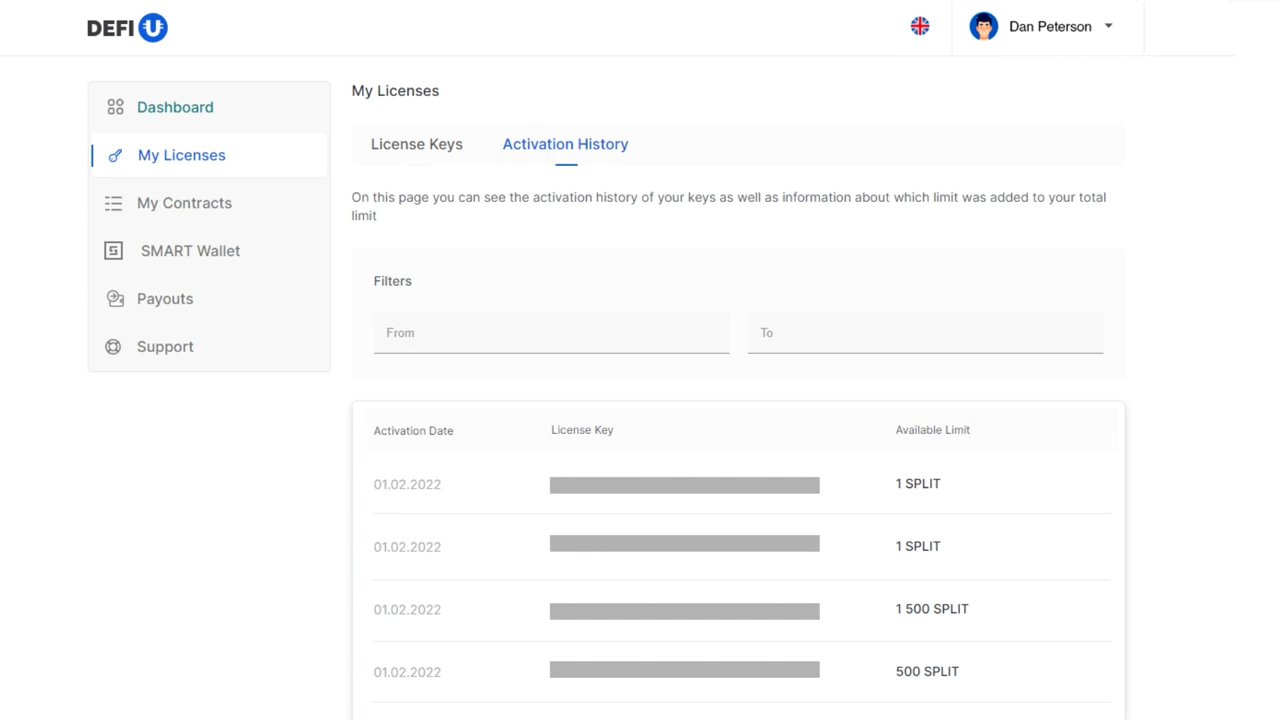 DEFI U
Dan Peterson
Dashboard
My Licenses
My Contracts
SMART Wallet
Payouts
Support
My Licenses
License Keys
Activation History
On this page you can see the activation history of your keys as well as information about which limit was added to your total
limit
Filters
From
To
Activation Date
License Key
Available Limit
01.02.2022
1 SPLIT
01.02.2022
1 SPLIT
01.02.2022
1 500 SPLIT
01.02.2022
500 SPLIT